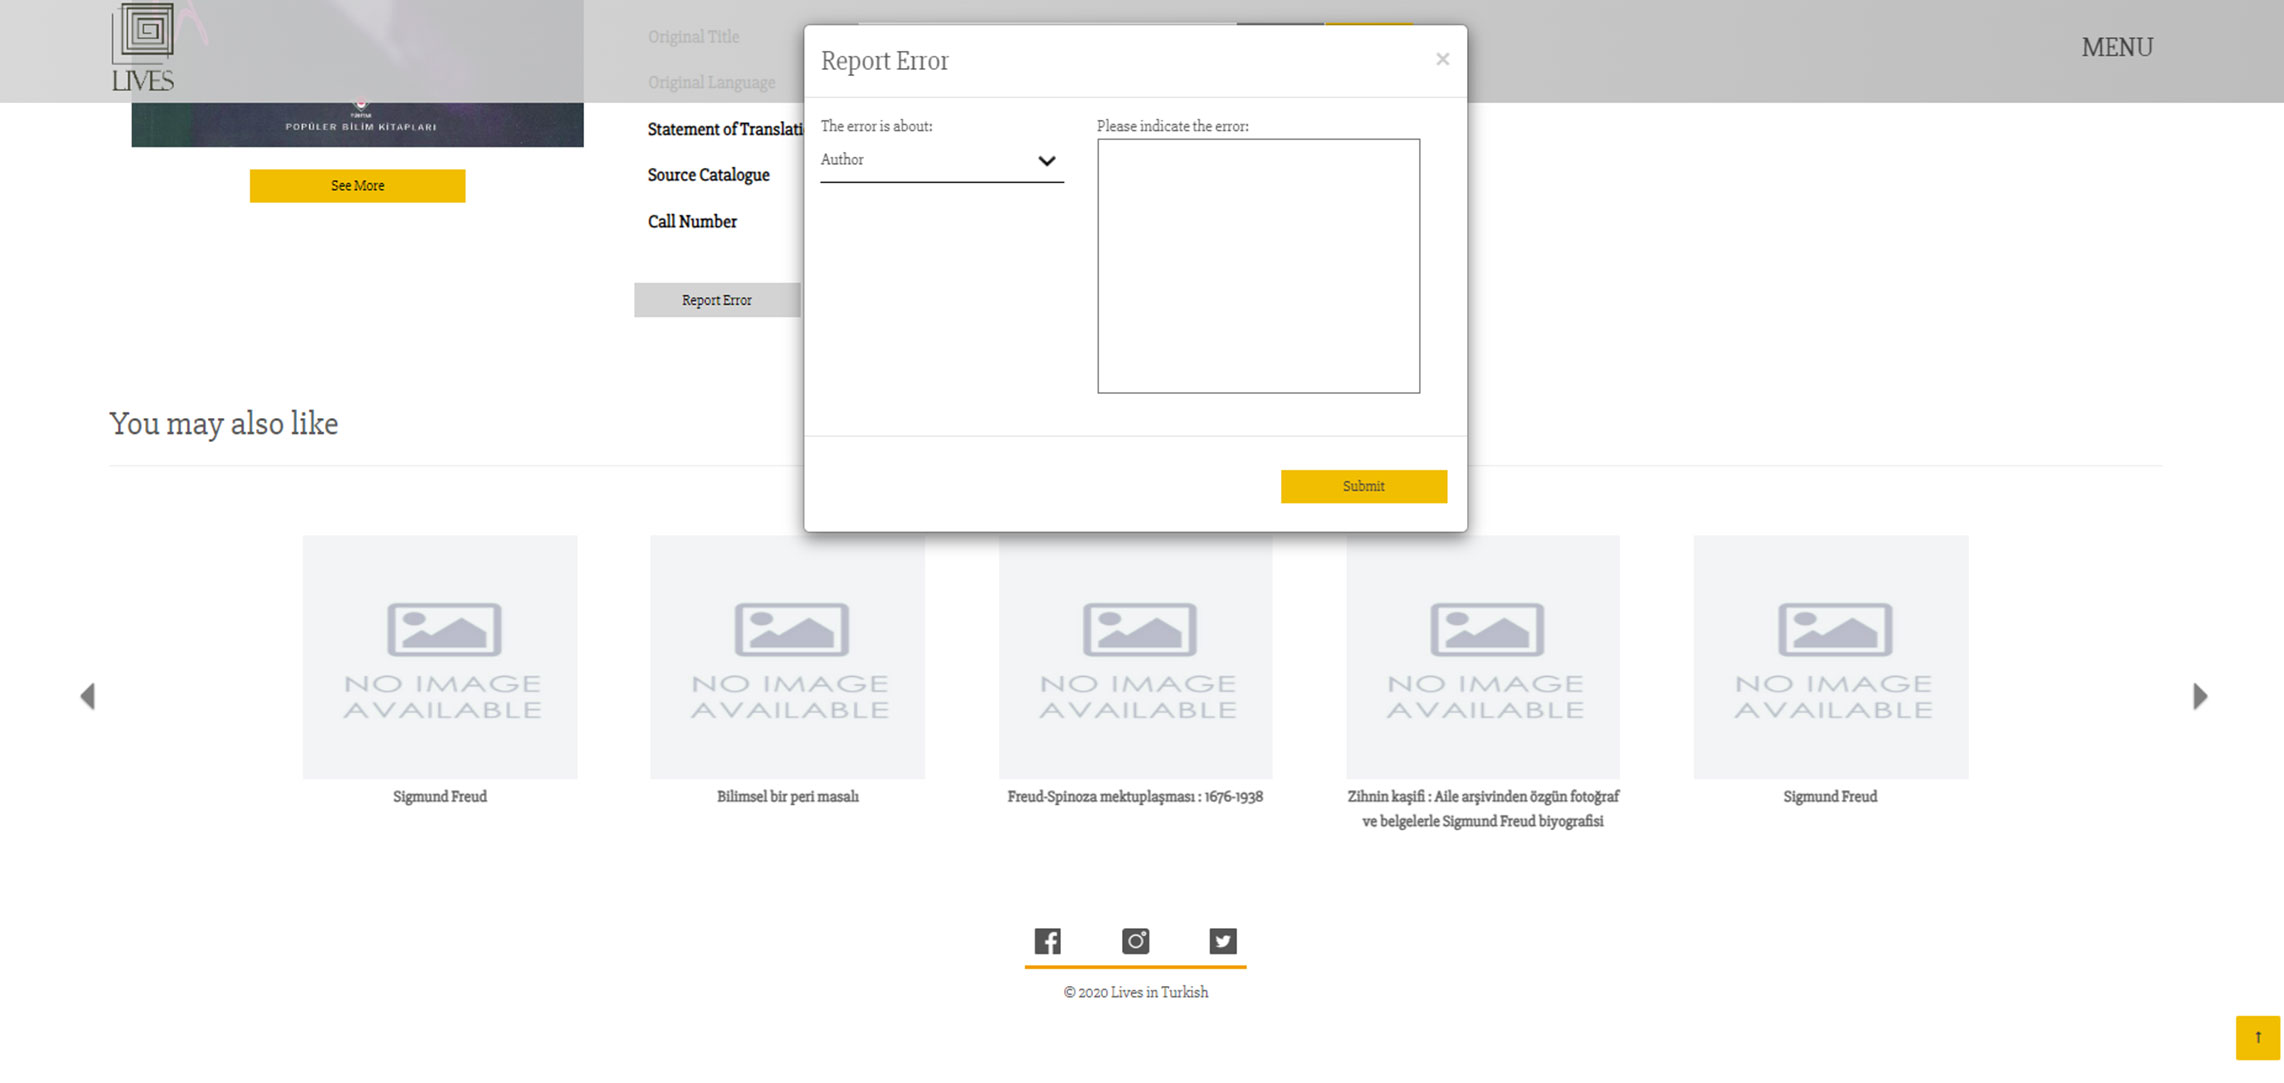 LIVES
MENU
Original Title
Original Language
Statement of Translati
Source Catalogue
Call Number
Report Error
TÜBİTAK
POPÜLER BİLİM KİTAPLARI
See More
Report Error
×
The error is about:
Author
Please indicate the error:
Submit
You may also like
NO IMAGE
AVAILABLE
Sigmund Freud
NO IMAGE
AVAILABLE
Bilimsel bir peri masalı
NO IMAGE
AVAILABLE
Freud-Spinoza mektuplaşması : 1676-1938
NO IMAGE
AVAILABLE
Zihnin kaşifi : Aile arşivinden özgün fotoğraf
ve belgelerle Sigmund Freud biyografisi
NO IMAGE
AVAILABLE
Sigmund Freud
© 2020 Lives in Turkish
↑